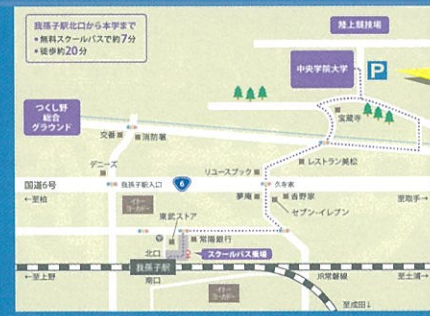 我孫子駅北口から本学まで
●無料スクールバスで約7分
●徒歩約20分
陸上競技場
中央学院大学
P
つくし野
総合
グラウンド
交番
消防署
宝蔵寺
デニーズ
レストラン美松
リユースブック
国道6号
我孫子駅入口
6
久寺家
←至柏
イトー
ヨーカドー
夢庵
吉野家
至取手→
セブン-イレブン
東武ストア
常陽銀行
北口
スクールバス乗場
我孫子駅
←至上野
南口
JR常磐線
至土浦→
イトー
ヨーカドー
至成田↓